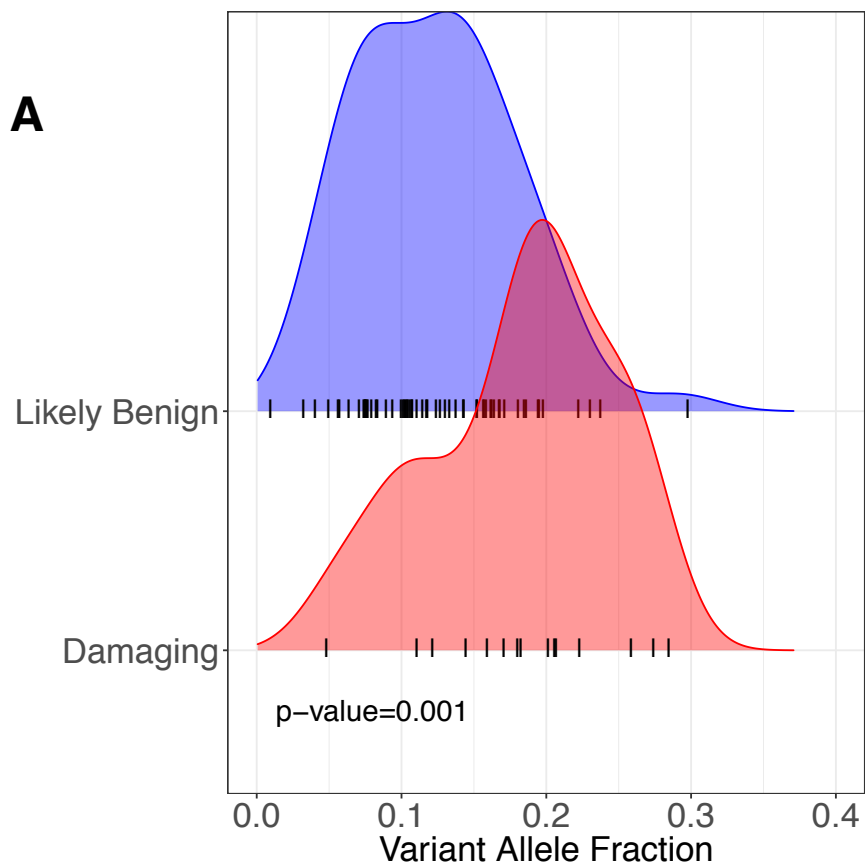 A
Likely Benign
Damaging
p−value=0.001
0.0 0.1 0.2 0.3 0.4
Variant Allele Fraction